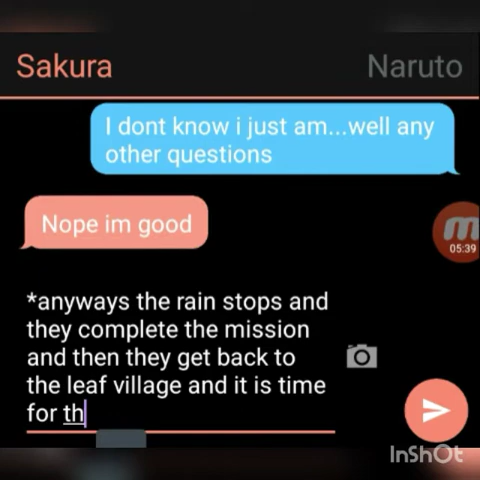 Sakura
Naruto
I dont know i just am...well any
other questions
Nope im good
05:39
*anyways the rain stops and
they complete the mission
and then they get back to
the leaf village and it is time
for th
InShOt